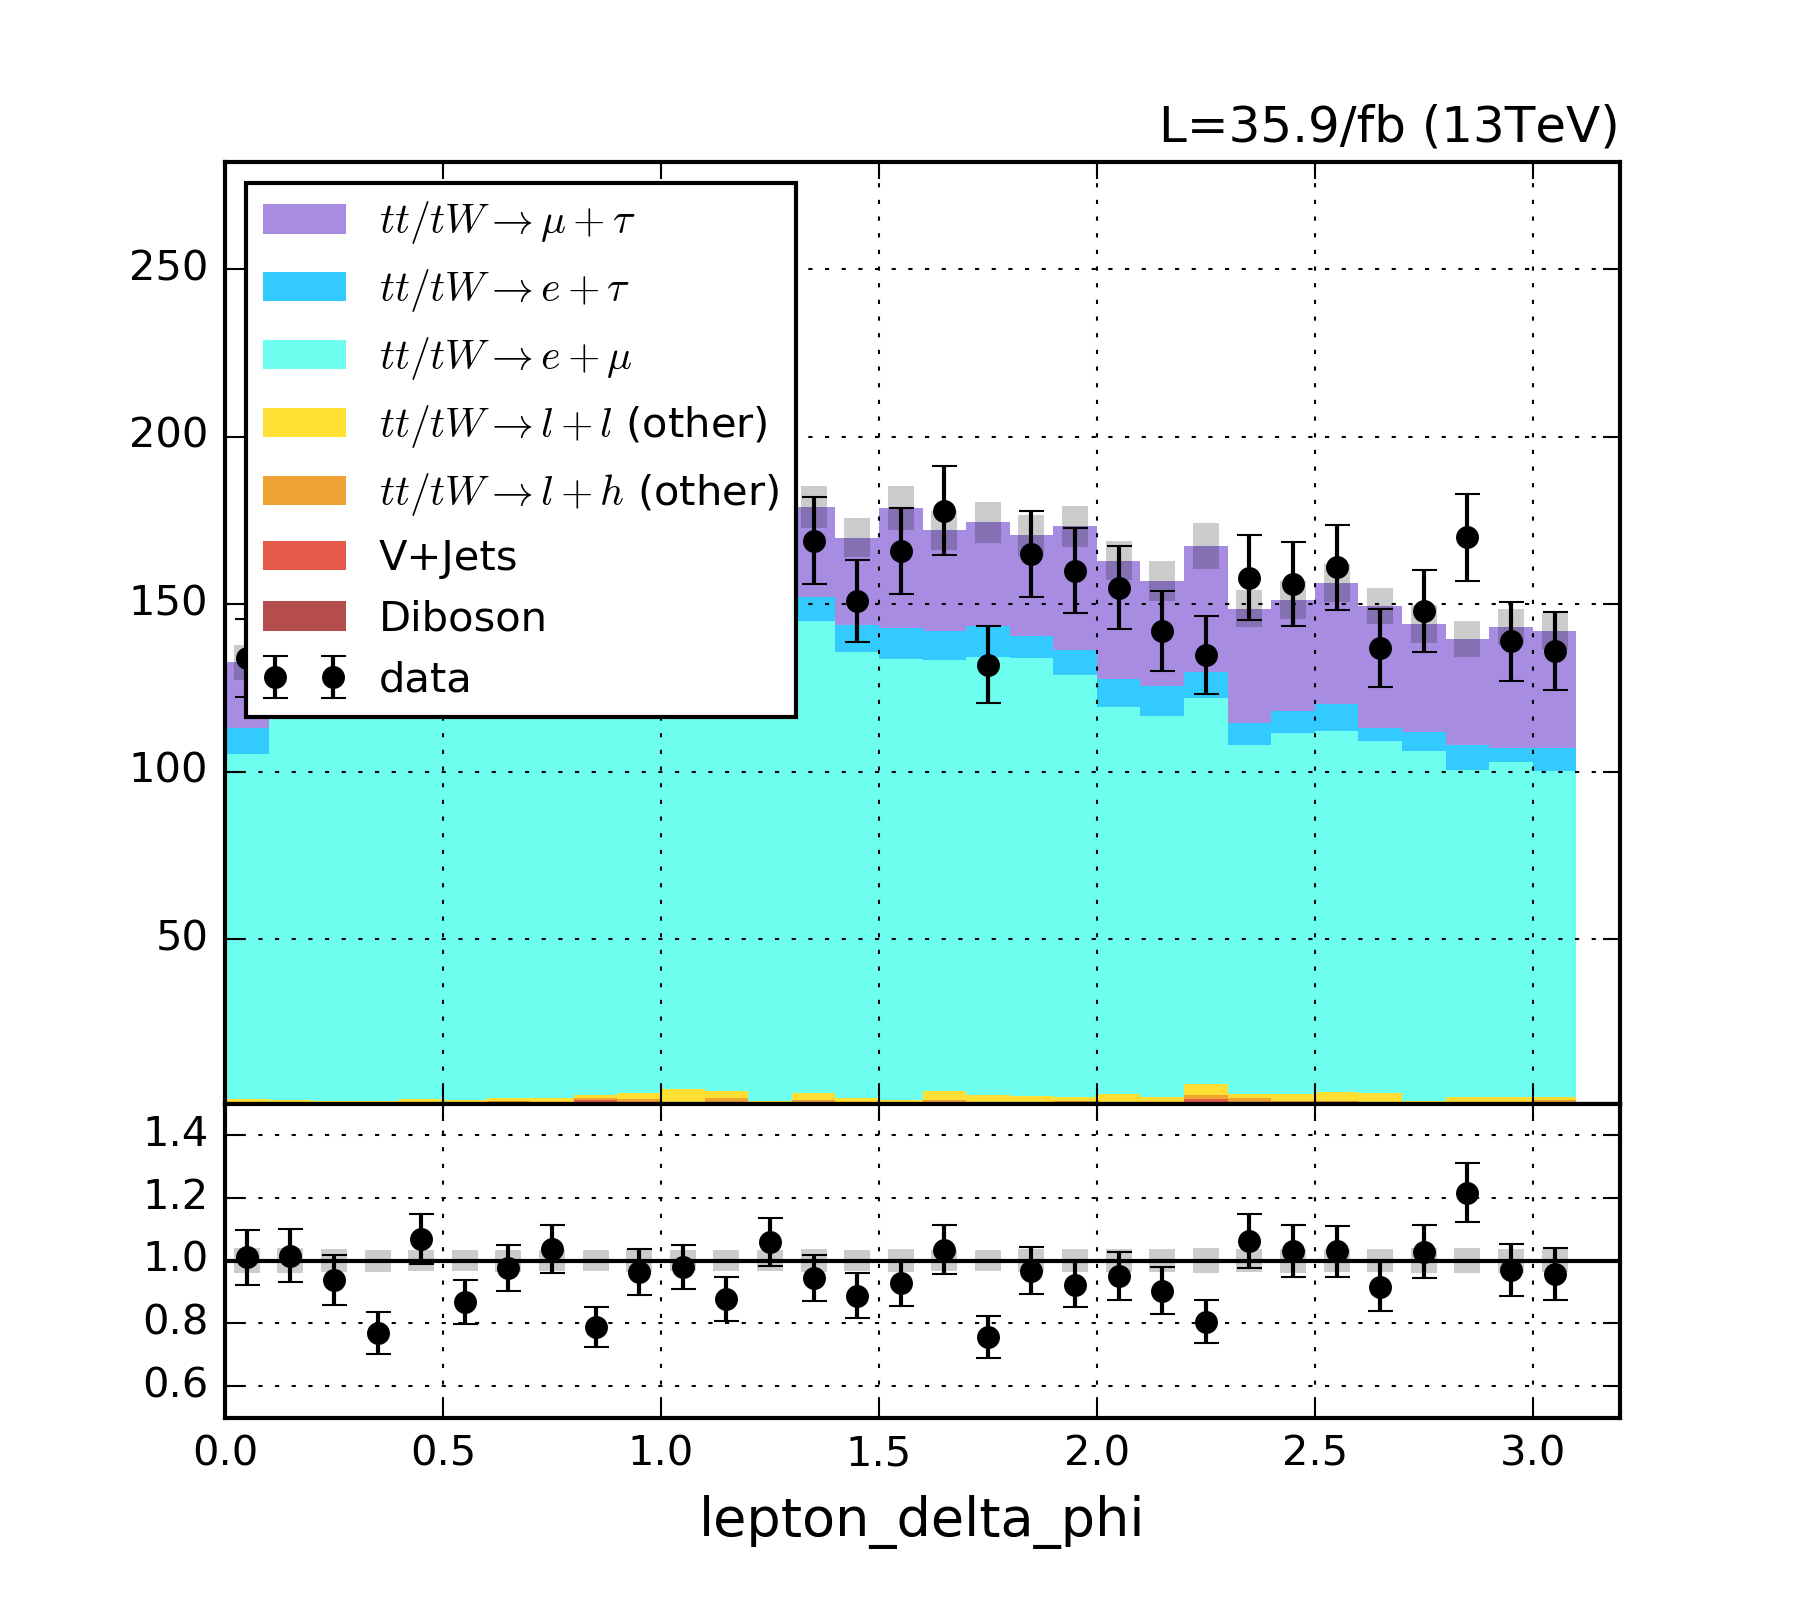 L=35.9/fb (13TeV)
tt/tW → μ + τ
tt/tW → e + τ
tt/tW → e + μ
tt/tW → l + l (other)
tt/tW → l + h (other)
V+Jets
Diboson
data
250
200
150
100
50
1.4
1.2
1.0
0.8
0.6
0.0 0.5 1.0 1.5 2.0 2.5 3.0
lepton_delta_phi